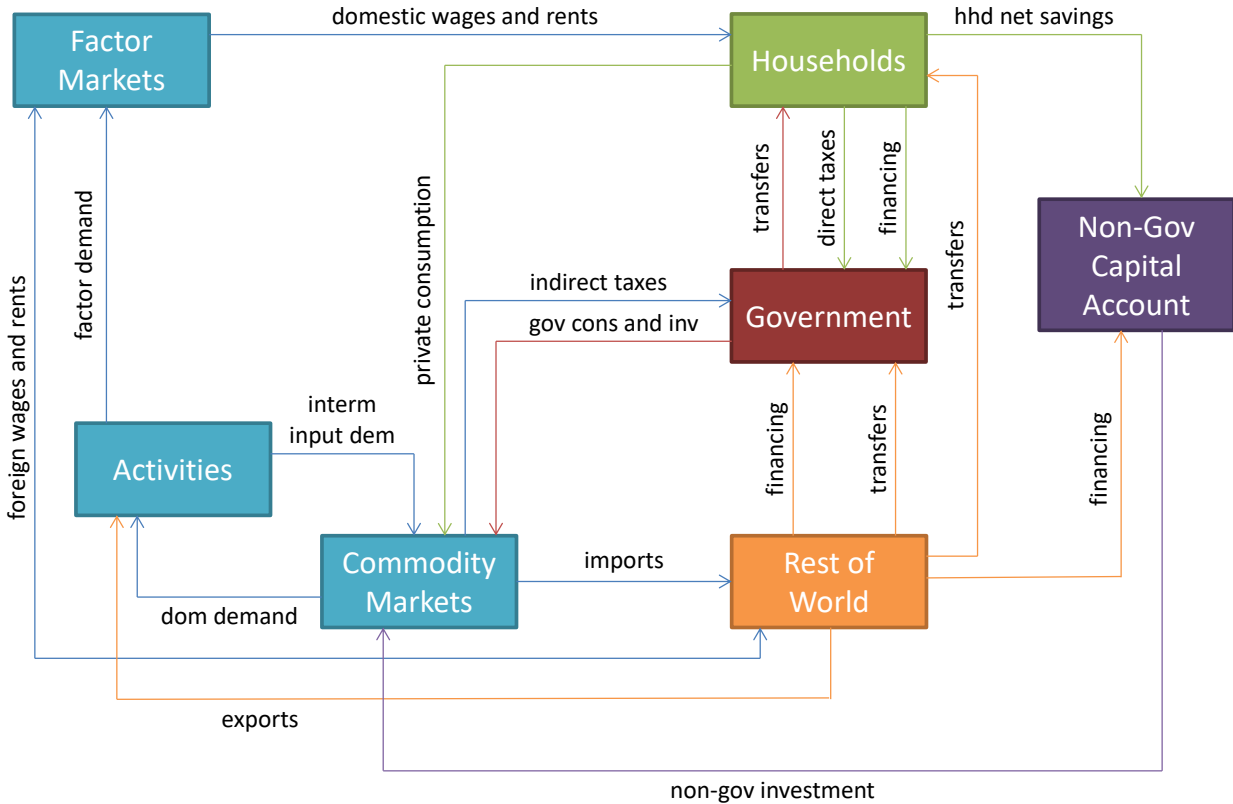 domestic wages and rents
hhd net savings
Factor
Markets
Households
factor demand
private consumption
transfers
direct taxes
financing
transfers
Non-Gov
Capital
Account
foreign wages and rents
indirect taxes
gov cons and inv
Government
interm
input dem
Activities
financing
transfers
financing
Commodity
Markets
imports
Rest of
World
dom demand
exports
non-gov investment